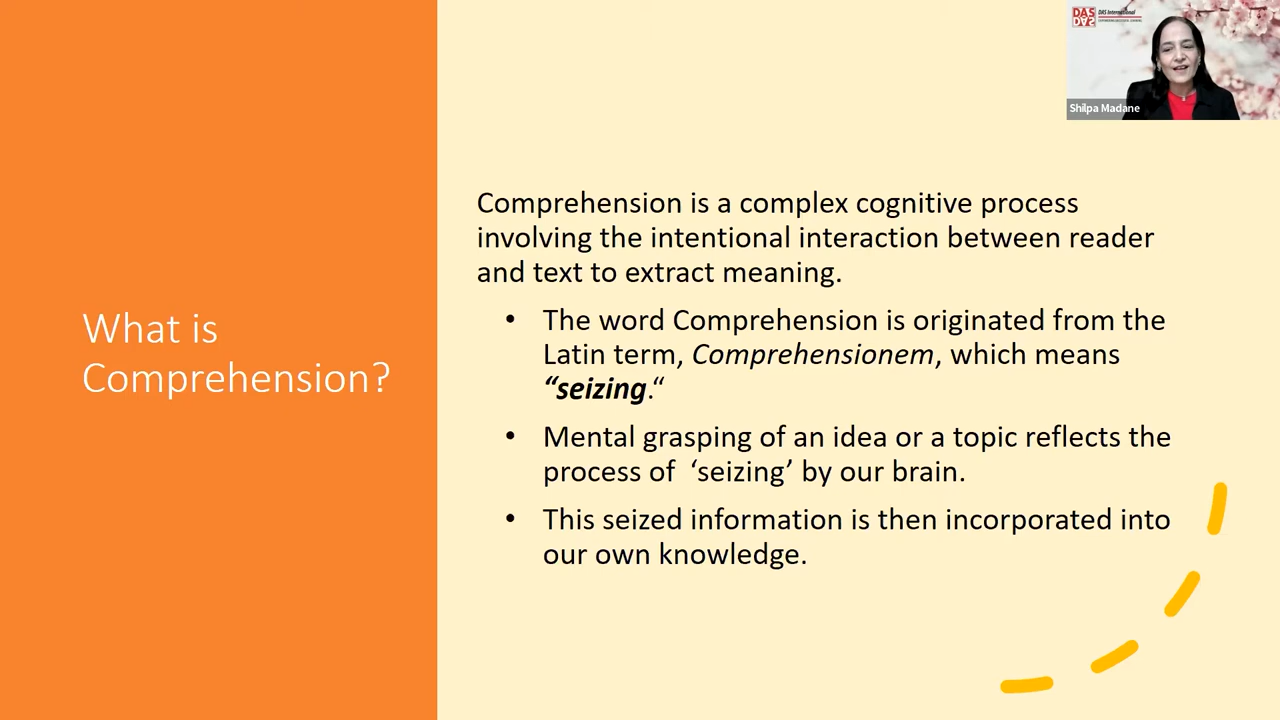 DAS
DAS International
Shilpa Madane
What is
Comprehension?
Comprehension is a complex cognitive process
involving the intentional interaction between reader
and text to extract meaning.
• The word Comprehension is originated from the
Latin term, Comprehensionem, which means
“seizing.“
• Mental grasping of an idea or a topic reflects the
process of ‘seizing’ by our brain.
• This seized information is then incorporated into
our own knowledge.